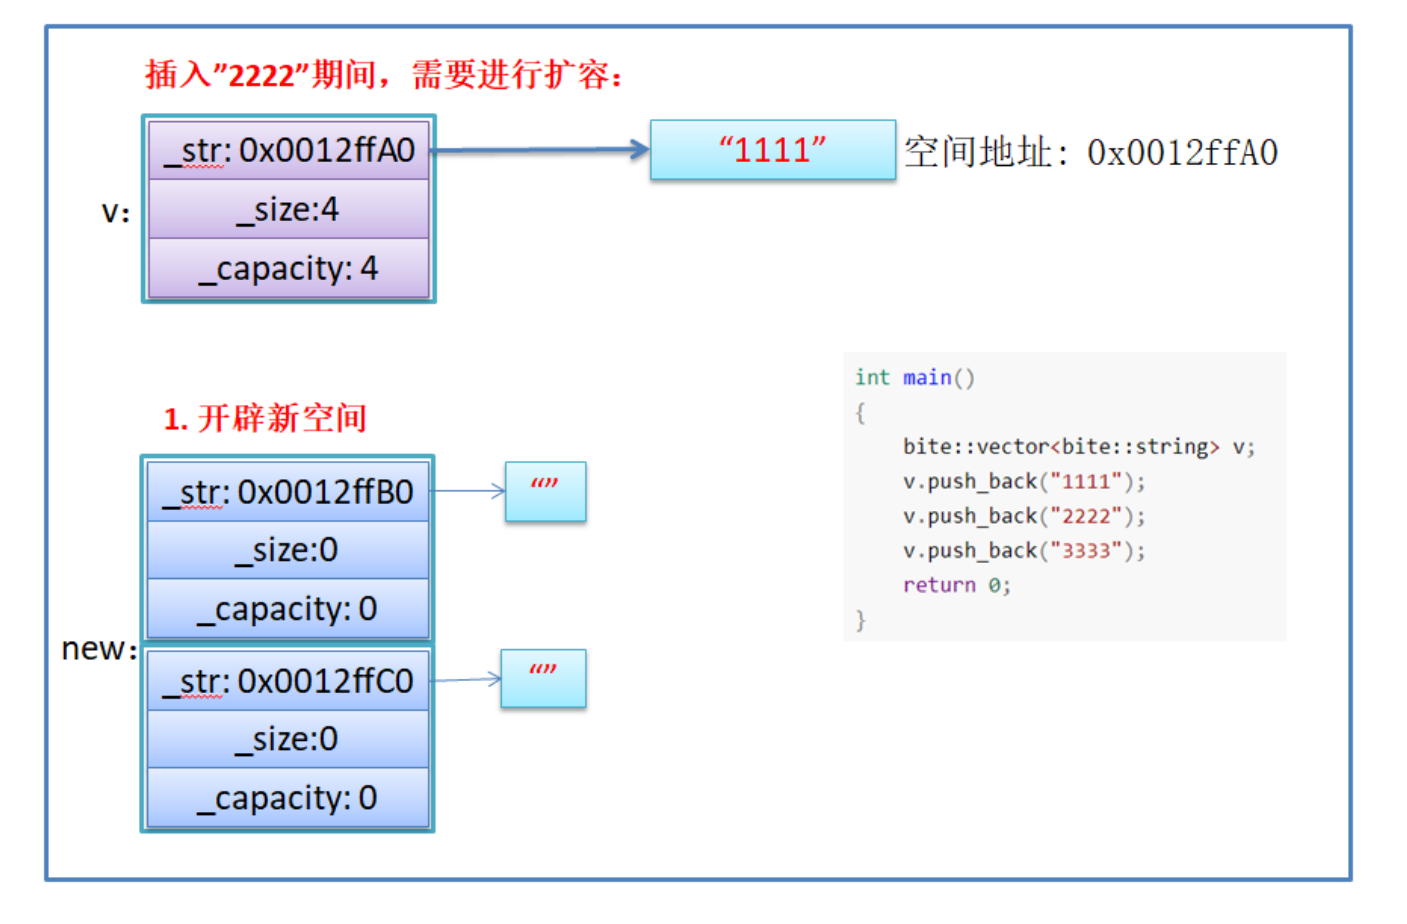 插入”2222”期间，需要进行扩容：
_str: 0x0012ffA0
“1111”
空间地址: 0x0012ffA0
v:
_size:4
_capacity: 4
1. 开辟新空间
_str: 0x0012ffB0
“”
_size:0
_capacity: 0
new:
_str: 0x0012ffC0
“”
_size:0
_capacity: 0
int main()
{
    bite::vector<bite::string> v;
    v.push_back("1111");
    v.push_back("2222");
    v.push_back("3333");
    return 0;
}